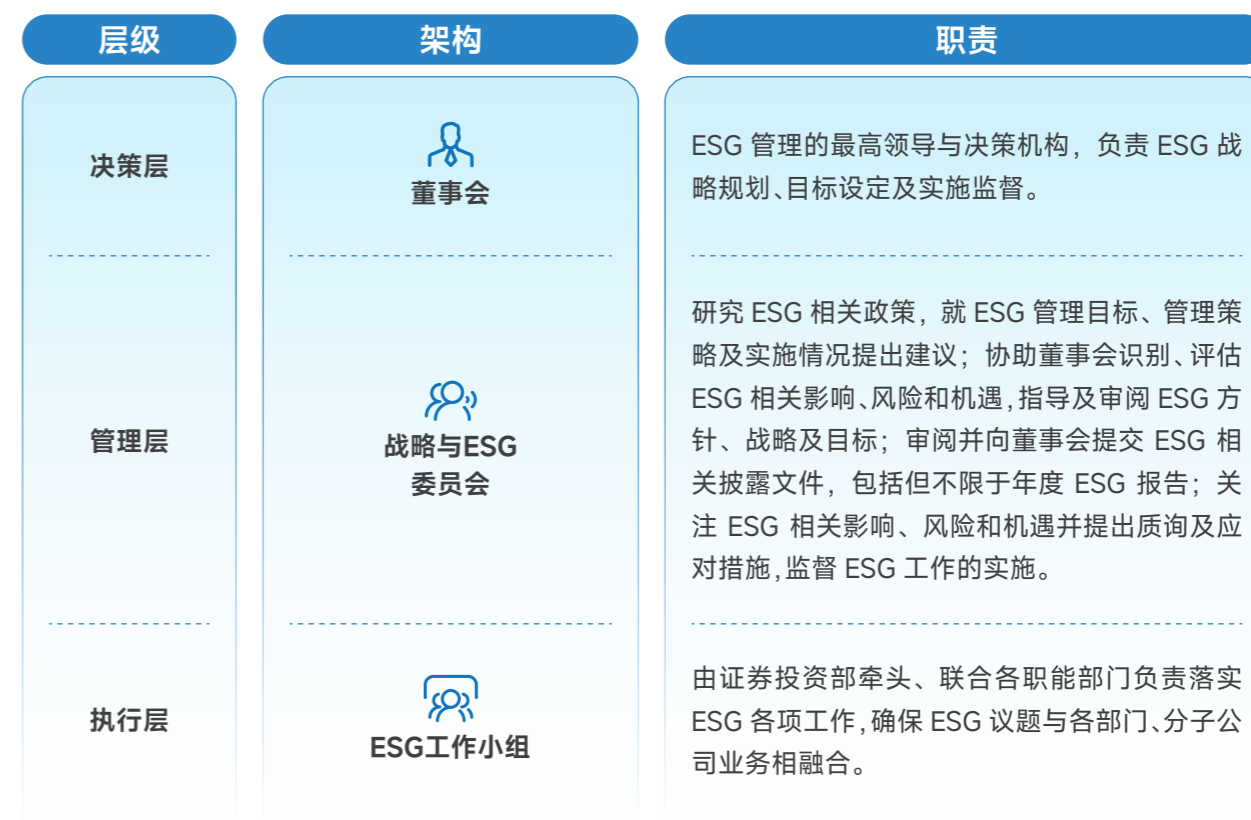 层级
架构
职责
决策层
董事会
ESG 管理的最高领导与决策机构，负责 ESG 战
略规划、目标设定及实施监督。
管理层
战略与ESG
委员会
研究 ESG 相关政策，就 ESG 管理目标、管理策
略及实施情况提出建议；协助董事会识别、评估
ESG 相关影响、风险和机遇，指导及审阅 ESG 方
针、战略及目标；审阅并向董事会提交 ESG 相
关披露文件，包括但不限于年度 ESG 报告；关
注 ESG 相关影响、风险和机遇并提出质询及应
对措施，监督 ESG 工作的实施。
执行层
ESG工作小组
由证券投资部牵头、联合各职能部门负责落实
ESG 各项工作，确保 ESG 议题与各部门、分子公
司业务相融合。